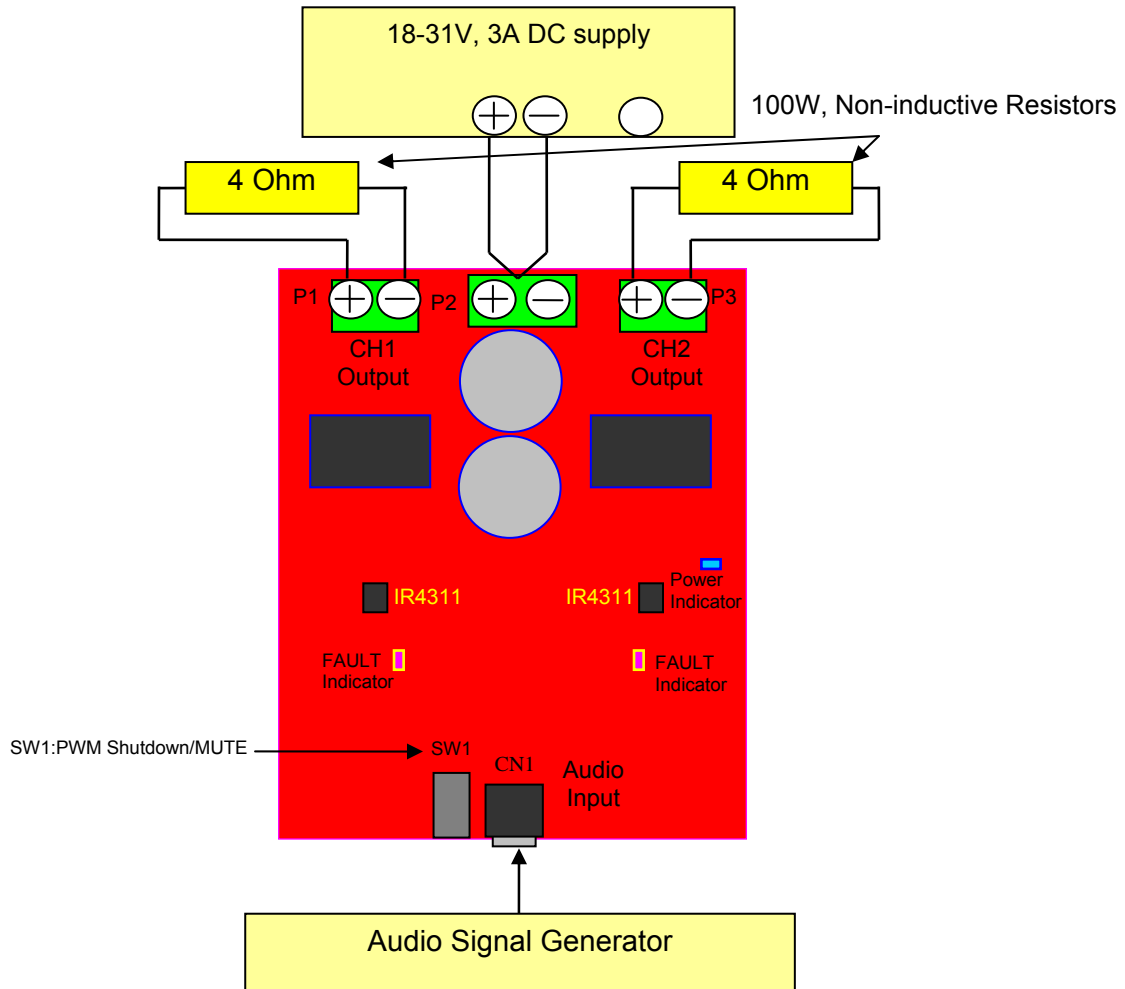 18-31V, 3A DC supply
100W, Non-inductive Resistors
4 Ohm
4 Ohm
P1
P2
P3
CH1
Output
CH2
Output
IR4311
IR4311
Power
Indicator
FAULT
Indicator
FAULT
Indicator
SW1:PWM Shutdown/MUTE
SW1
CN1
Audio
Input
Audio Signal Generator